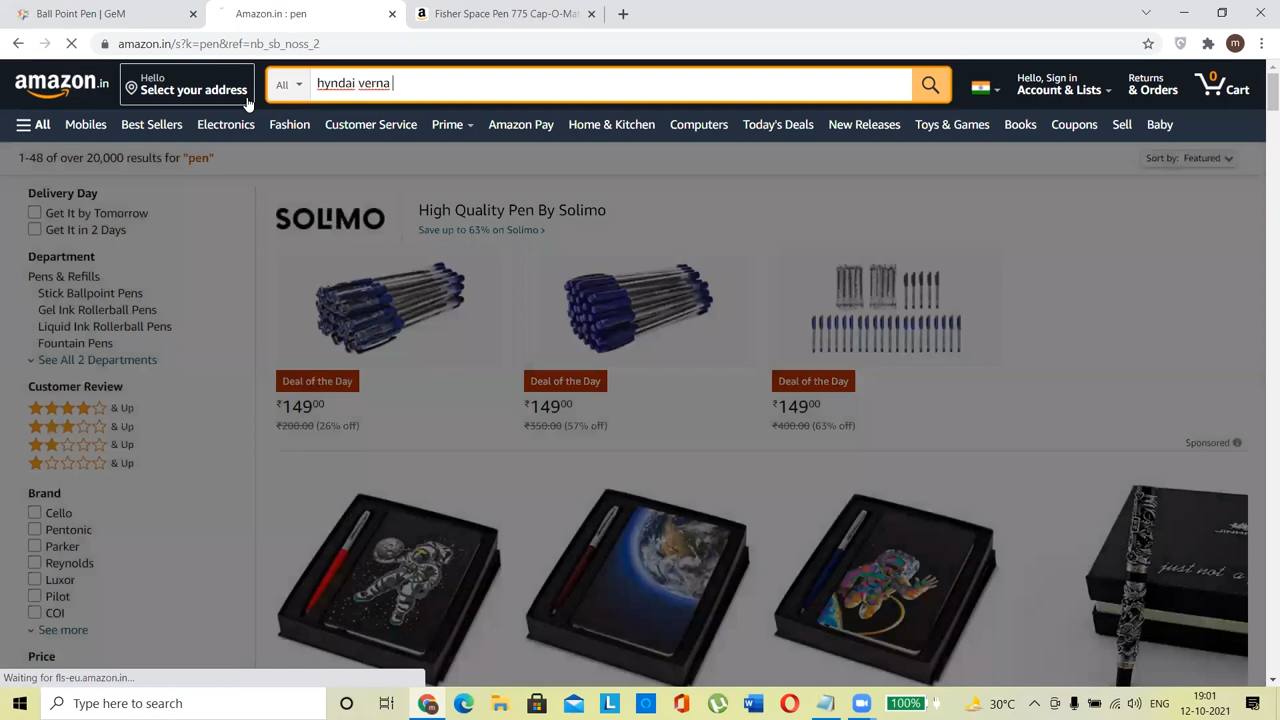 Ball Point Pen | GeM
Amazon.in : pen
Fisher Space Pen 775 Cap-O-Ma
amazon.in/s?k=pen&ref=nb_sb_noss_2
m
amazon.in
Hello
Select your address
All
hyndai verna
Hello, Sign in
Account & Lists
Returns
& Orders
0
Cart
All
Mobiles
Best Sellers
Electronics
Fashion
Customer Service
Prime
Amazon Pay
Home & Kitchen
Computers
Today's Deals
New Releases
Toys & Games
Books
Coupons
Sell
Baby
1-48 of over 20,000 results for "pen"
Sort by: Featured
Delivery Day
Get It by Tomorrow
Get It in 2 Days
Department
Pens & Refills
Stick Ballpoint Pens
Gel Ink Rollerball Pens
Liquid Ink Rollerball Pens
Fountain Pens
See All 2 Departments
Customer Review
& Up
& Up
& Up
& Up
Brand
Cello
Pentonic
Parker
Reynolds
Luxor
Pilot
COI
See more
Price
SOLIMO
High Quality Pen By Solimo
Save up to 63% on Solimo ›
Deal of the Day
₹14900
₹200.00 (26% off)
Deal of the Day
₹14900
₹350.00 (57% off)
Deal of the Day
₹14900
₹400.00 (63% off)
Sponsored
just not a
Waiting for fls-eu.amazon.in...
Type here to search
100%
30°C
ENG
19:01
12-10-2021